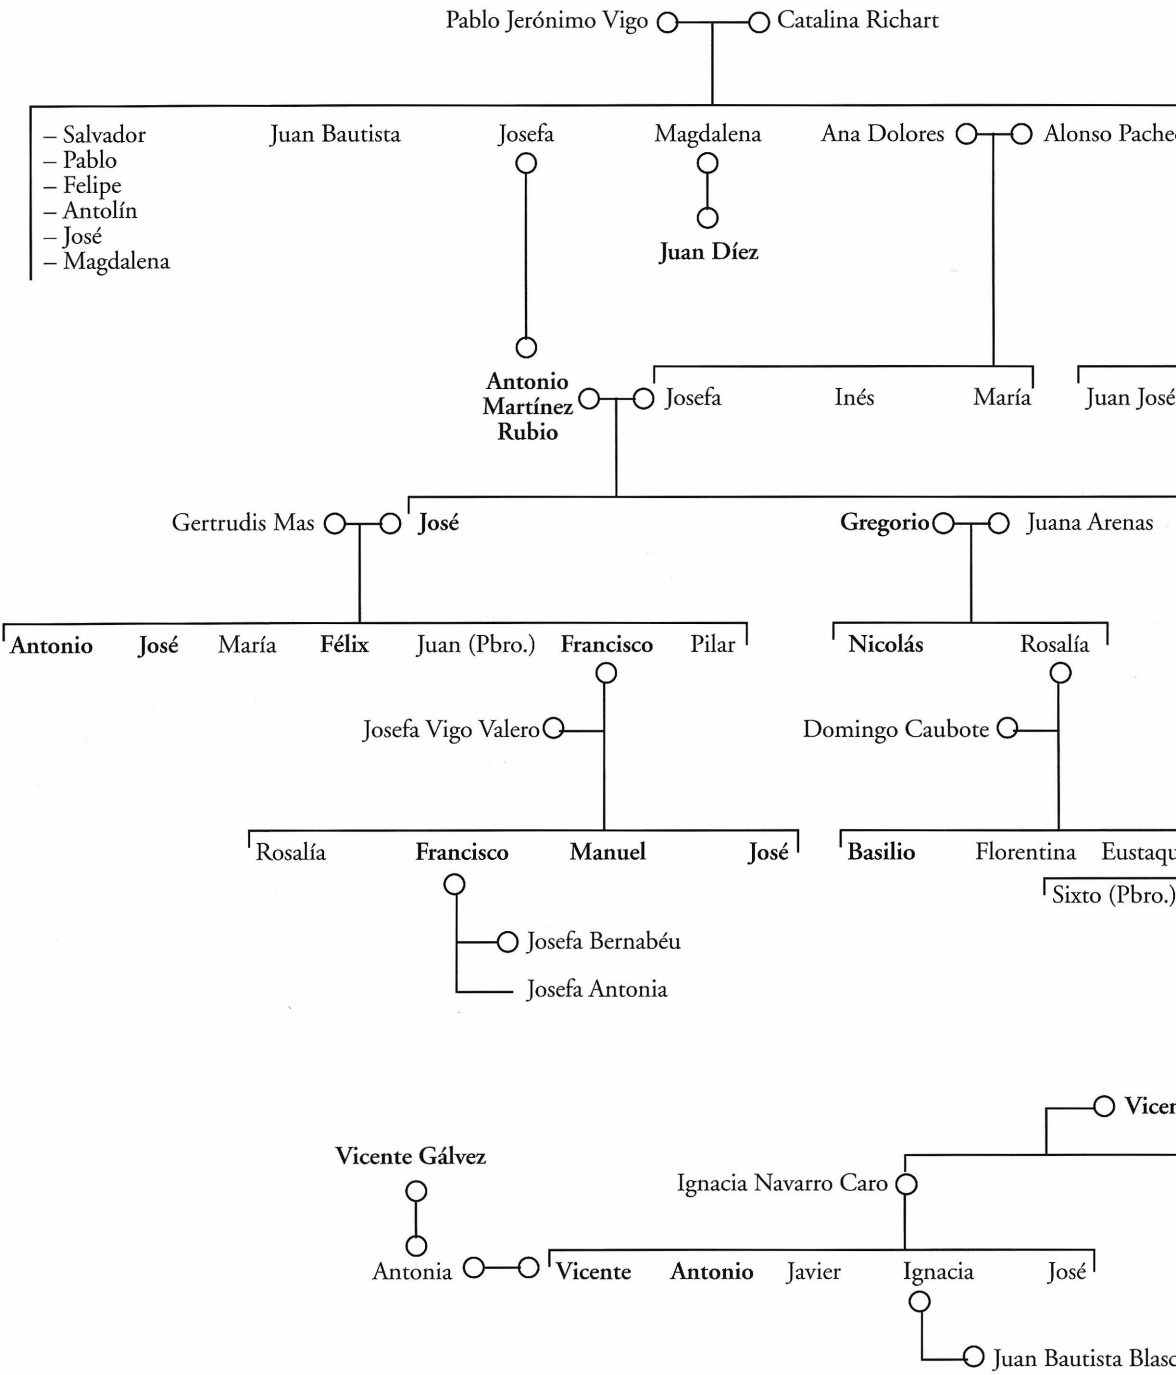 Pablo Jerónimo Vigo Catalina Richart
– Salvador Juan Bautista Josefa Magdalena Ana Dolores Alonso
– Pablo
– Felipe
– Antolín
– José
– Magdalena
Juan Díez
Antonio
Martínez
Rubio
Josefa Inés María Juan José
Gertrudis Mas José Gregorio Juana Arenas
Antonio José María Félix Juan (Pbro.) Francisco Pilar Nicolás Rosalía
Josefa Vigo Valero Domingo Caubote
Rosalía Francisco Manuel José Basilio Florentina
Sixto (Pbro.)
Josefa Bernabéu
Josefa Antonia
Vicente Gálvez
Ignacia Navarro Caro
Antonia Vicente Antonio Javier Ignacia José
Juan Bautista